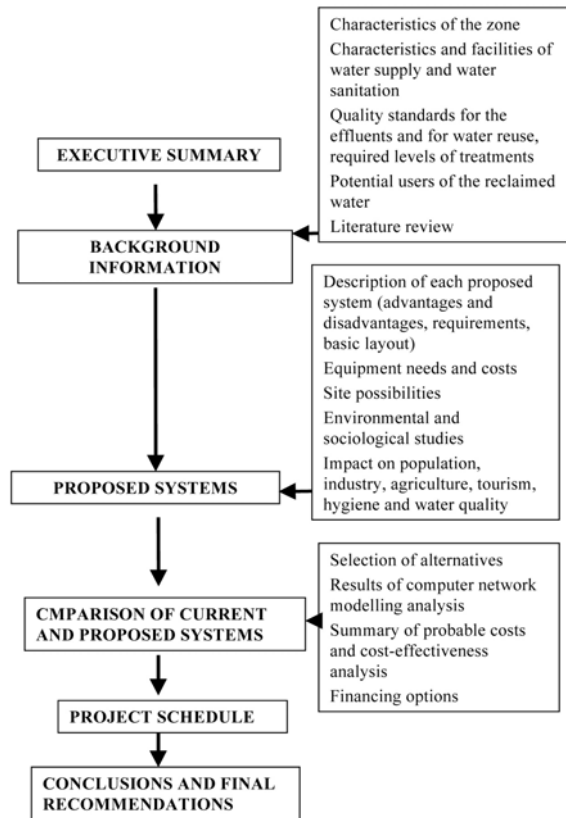 Characteristics of the zone
Characteristics and facilities of
water supply and water
sanitation
Quality standards for the
effluents and for water reuse,
required levels of treatments
Potential users of the reclaimed
water
Literature review
EXECUTIVE SUMMARY
BACKGROUND
INFORMATION
Description of each proposed
system (advantages and
disadvantages, requirements,
basic layout)
Equipment needs and costs
Site possibilities
Environmental and
sociological studies
Impact on population,
industry, agriculture, tourism,
hygiene and water quality
PROPOSED SYSTEMS
Selection of alternatives
Results of computer network
modelling analysis
Summary of probable costs
and cost-effectiveness
analysis
Financing options
CMPARISON OF CURRENT
AND PROPOSED SYSTEMS
PROJECT SCHEDULE
CONCLUSIONS AND FINAL
RECOMMENDATIONS